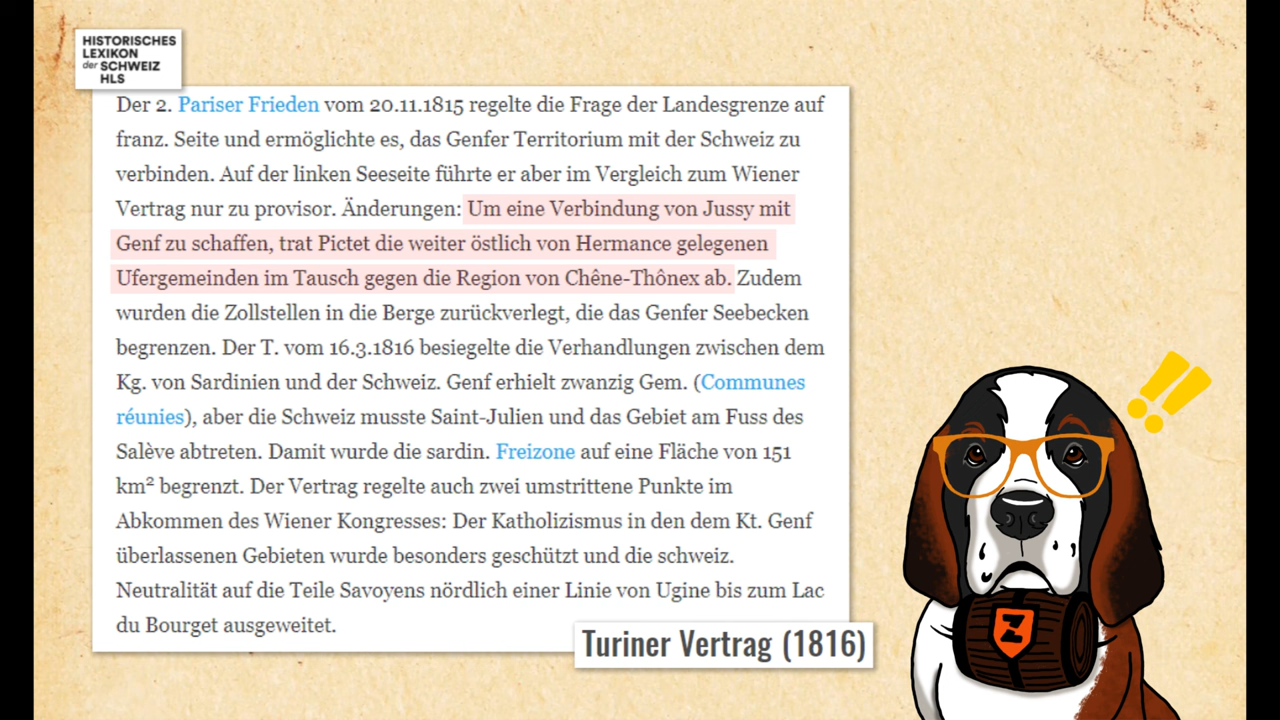 HISTORISCHES
LEXIKON
der SCHWEIZ
HLS
Der 2. Pariser Frieden vom 20.11.1815 regelte die Frage der Landesgrenze auf
franz. Seite und ermöglichte es, das Genfer Territorium mit der Schweiz zu
verbinden. Auf der linken Seeseite führte er aber im Vergleich zum Wiener
Vertrag nur zu provisor. Änderungen: Um eine Verbindung von Jussy mit
Genf zu schaffen, trat Pictet die weiter östlich von Hermance gelegenen
Ufergemeinden im Tausch gegen die Region von Chêne-Thônex ab. Zudem
wurden die Zollstellen in die Berge zurückverlegt, die das Genfer Seebecken
begrenzen. Der T. vom 16.3.1816 besiegelte die Verhandlungen zwischen dem
Kg. von Sardinien und der Schweiz. Genf erhielt zwanzig Gem. (Communes
réunies), aber die Schweiz musste Saint-Julien und das Gebiet am Fuss des
Salève abtreten. Damit wurde die sardin. Freizone auf eine Fläche von 151
km² begrenzt. Der Vertrag regelte auch zwei umstrittene Punkte im
Abkommen des Wiener Kongresses: Der Katholizismus in den dem Kt. Genf
überlassenen Gebieten wurde besonders geschützt und die schweiz.
Neutralität auf die Teile Savoyens nördlich einer Linie von Ugine bis zum Lac
du Bourget ausgeweitet.
Turiner Vertrag (1816)
!!
Z